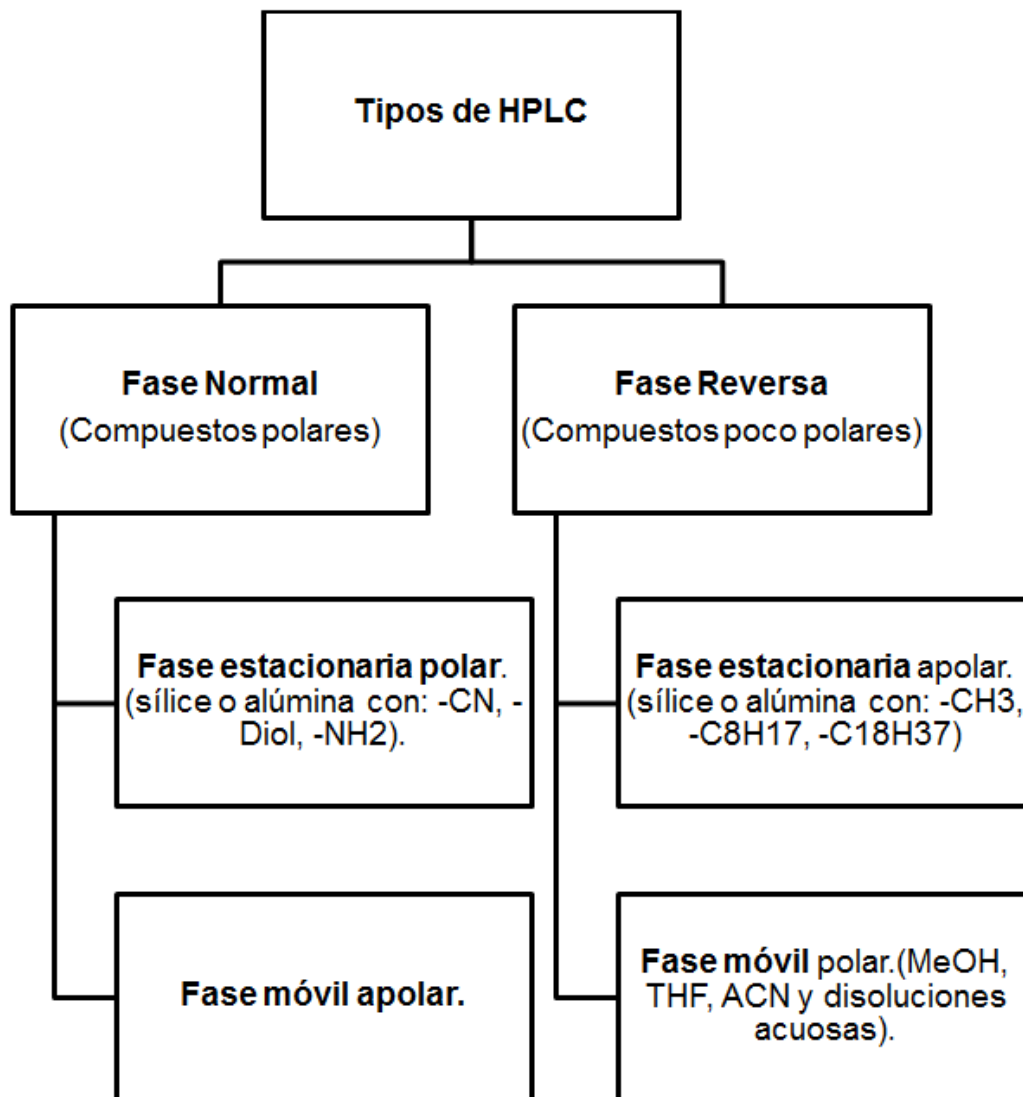 Tipos de HPLC
Fase Normal
(Compuestos polares)
Fase Reversa
(Compuestos poco polares)
Fase estacionaria polar.
(sílice o alúmina con: -CN, -
Diol, -NH2).
Fase estacionaria apolar.
(sílice o alúmina con: -CH3,
-C8H17, -C18H37)
Fase móvil apolar.
Fase móvil polar.(MeOH,
THF, ACN y disoluciones
acuosas).